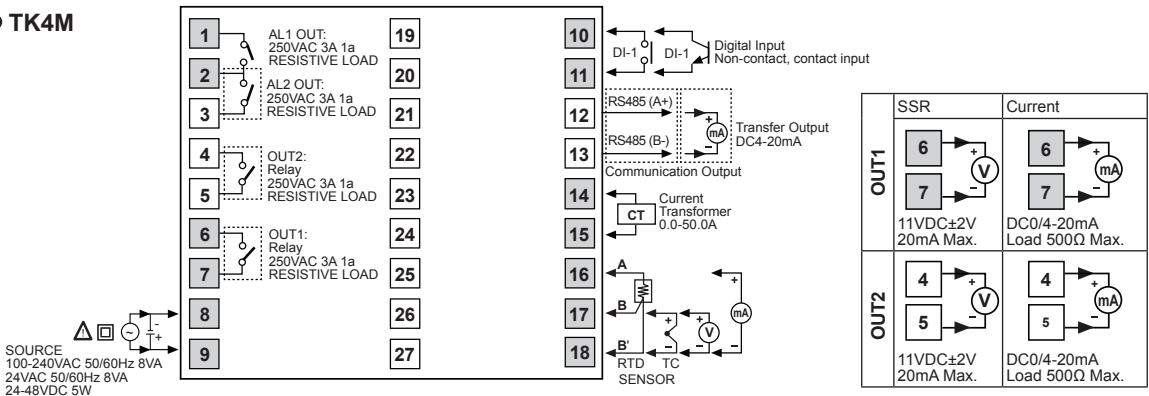 TK4M
1
AL1 OUT:
250VAC 3A 1a
RESISTIVE LOAD
2
AL2 OUT:
250VAC 3A 1a
RESISTIVE LOAD
3
4
OUT2:
Relay
250VAC 3A 1a
RESISTIVE LOAD
5
6
OUT1:
Relay
250VAC 3A 1a
RESISTIVE LOAD
7
8
9
~
-
+
SOURCE
100-240VAC 50/60Hz 8VA
24VAC 50/60Hz 8VA
24-48VDC 5W
19
20
21
22
23
24
25
26
27
10
11
DI-1
DI-1
Digital Input
Non-contact, contact input
12
RS485 (A+)
13
RS485 (B-)
+
mA
-
Transfer Output
DC4-20mA
Communication Output
14
15
CT
Current
Transformer
0.0-50.0A
16
17
18
A
B
B'
RTD
+
-
TC
+
V
-
+
mA
-
SENSOR
SSR
Current
OUT1
6
7
+
V
-
11VDC±2V
20mA Max.
6
7
+
mA
-
DC0/4-20mA
Load 500Ω Max.
OUT2
4
5
+
V
-
11VDC±2V
20mA Max.
4
5
+
mA
-
DC0/4-20mA
Load 500Ω Max.